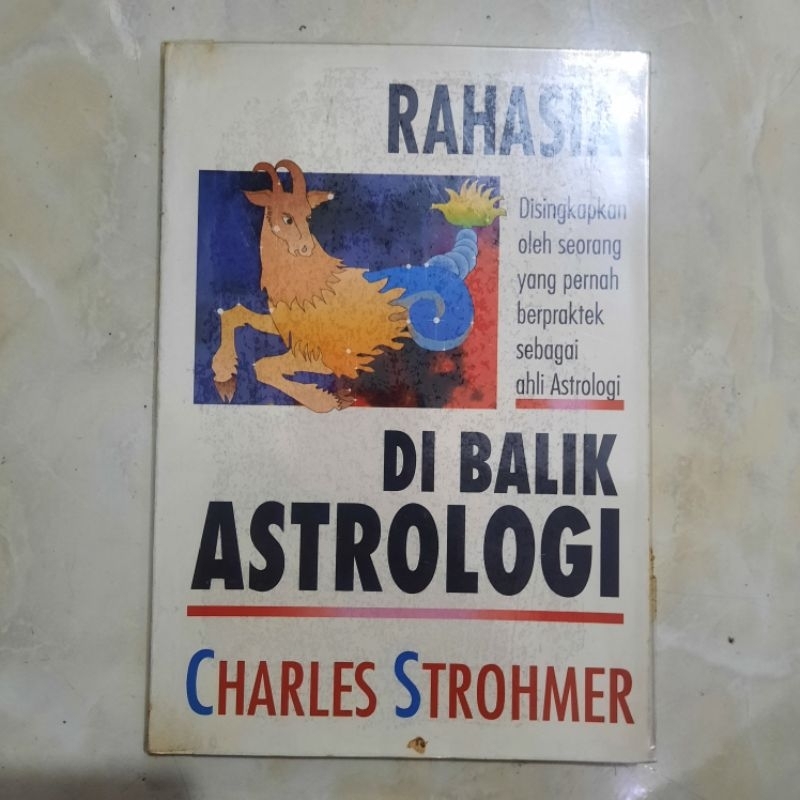 RAHASIA
Disingkapkan
oleh seorang
yang pernah
berpraktek
sebagai
ahli Astrologi
DI BALIK
ASTROLOGI
CHARLES STROHMER